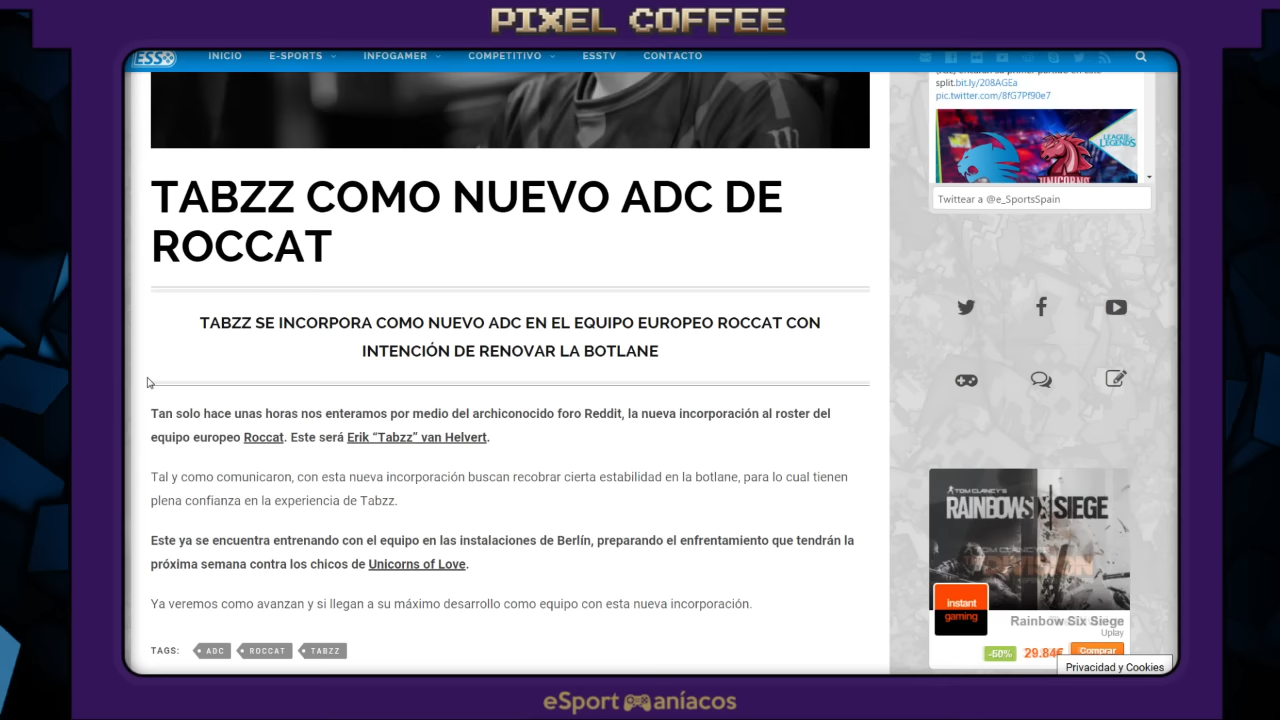 PIXEL COFFEE
ESS
INICIO E-SPORTS INFOGAMER COMPETITIVO ESSTV CONTACTO
split.bit.ly/208AGEa
pic.twitter.com/8fG7Pf90e7
LEAGUE of LEGENDS
UNICORNS
Twittear a @e_SportsSpain
TABZZ COMO NUEVO ADC DE
ROCCAT
TABZZ SE INCORPORA COMO NUEVO ADC EN EL EQUIPO EUROPEO ROCCAT CON
INTENCIÓN DE RENOVAR LA BOTLANE
Tan solo hace unas horas nos enteramos por medio del archiconocido foro Reddit, la nueva incorporación al roster del
equipo europeo Roccat. Este será Erik “Tabzz” van Helvert.
Tal y como comunicaron, con esta nueva incorporación buscan recobrar cierta estabilidad en la botlane, para lo cual tienen
plena confianza en la experiencia de Tabzz.
Este ya se encuentra entrenando con el equipo en las instalaciones de Berlín, preparando el enfrentamiento que tendrán la
próxima semana contra los chicos de Unicorns of Love.
Ya veremos como avanzan y si llegan a su máximo desarrollo como equipo con esta nueva incorporación.
TAGS: ADC ROCCAT TABZZ
TOM CLANCY'S
RAINBOW SIX SIEGE
instant
gaming
Rainbow Six Siege
Uplay
-50% 29.84€ Comprar
Privacidad y Cookies
eSportmaníacos